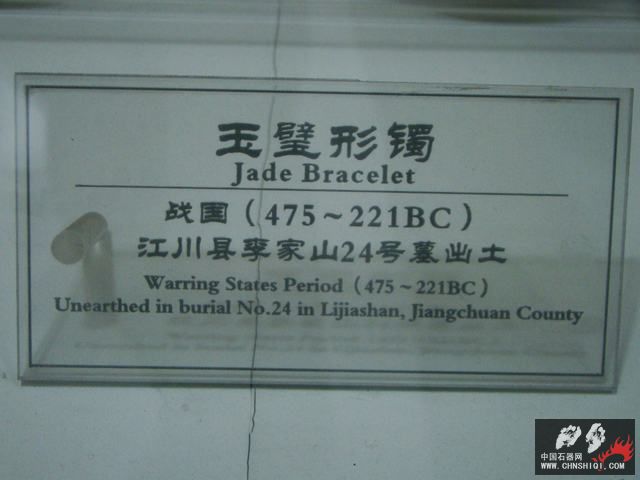 玉璧形镯
Jade Bracelet
战国（475～221BC）
江川县李家山24号墓出土
Warring States Period（475～221BC）
Unearthed in burial No.24 in Lijiashan, Jiangchuan County
中国石器网
WWW.CHNSHIQI.COM